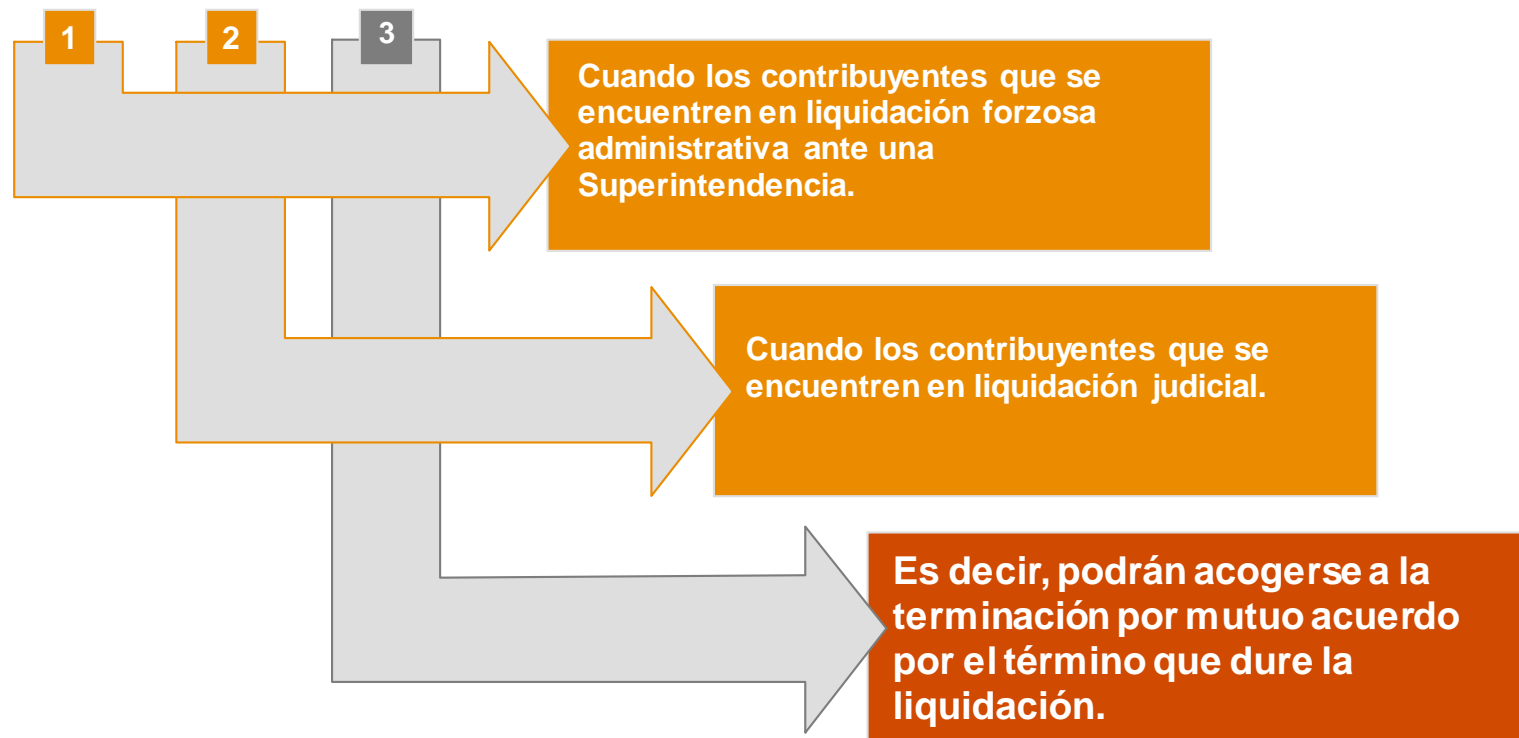 1
2
3
Cuando los contribuyentes que se
encuentren en liquidación forzosa
administrativa ante una
Superintendencia.
Cuando los contribuyentes que se
encuentren en liquidación judicial.
Es decir, podrán acogerse a la
terminación por mutuo acuerdo
por el término que dure la
liquidación.